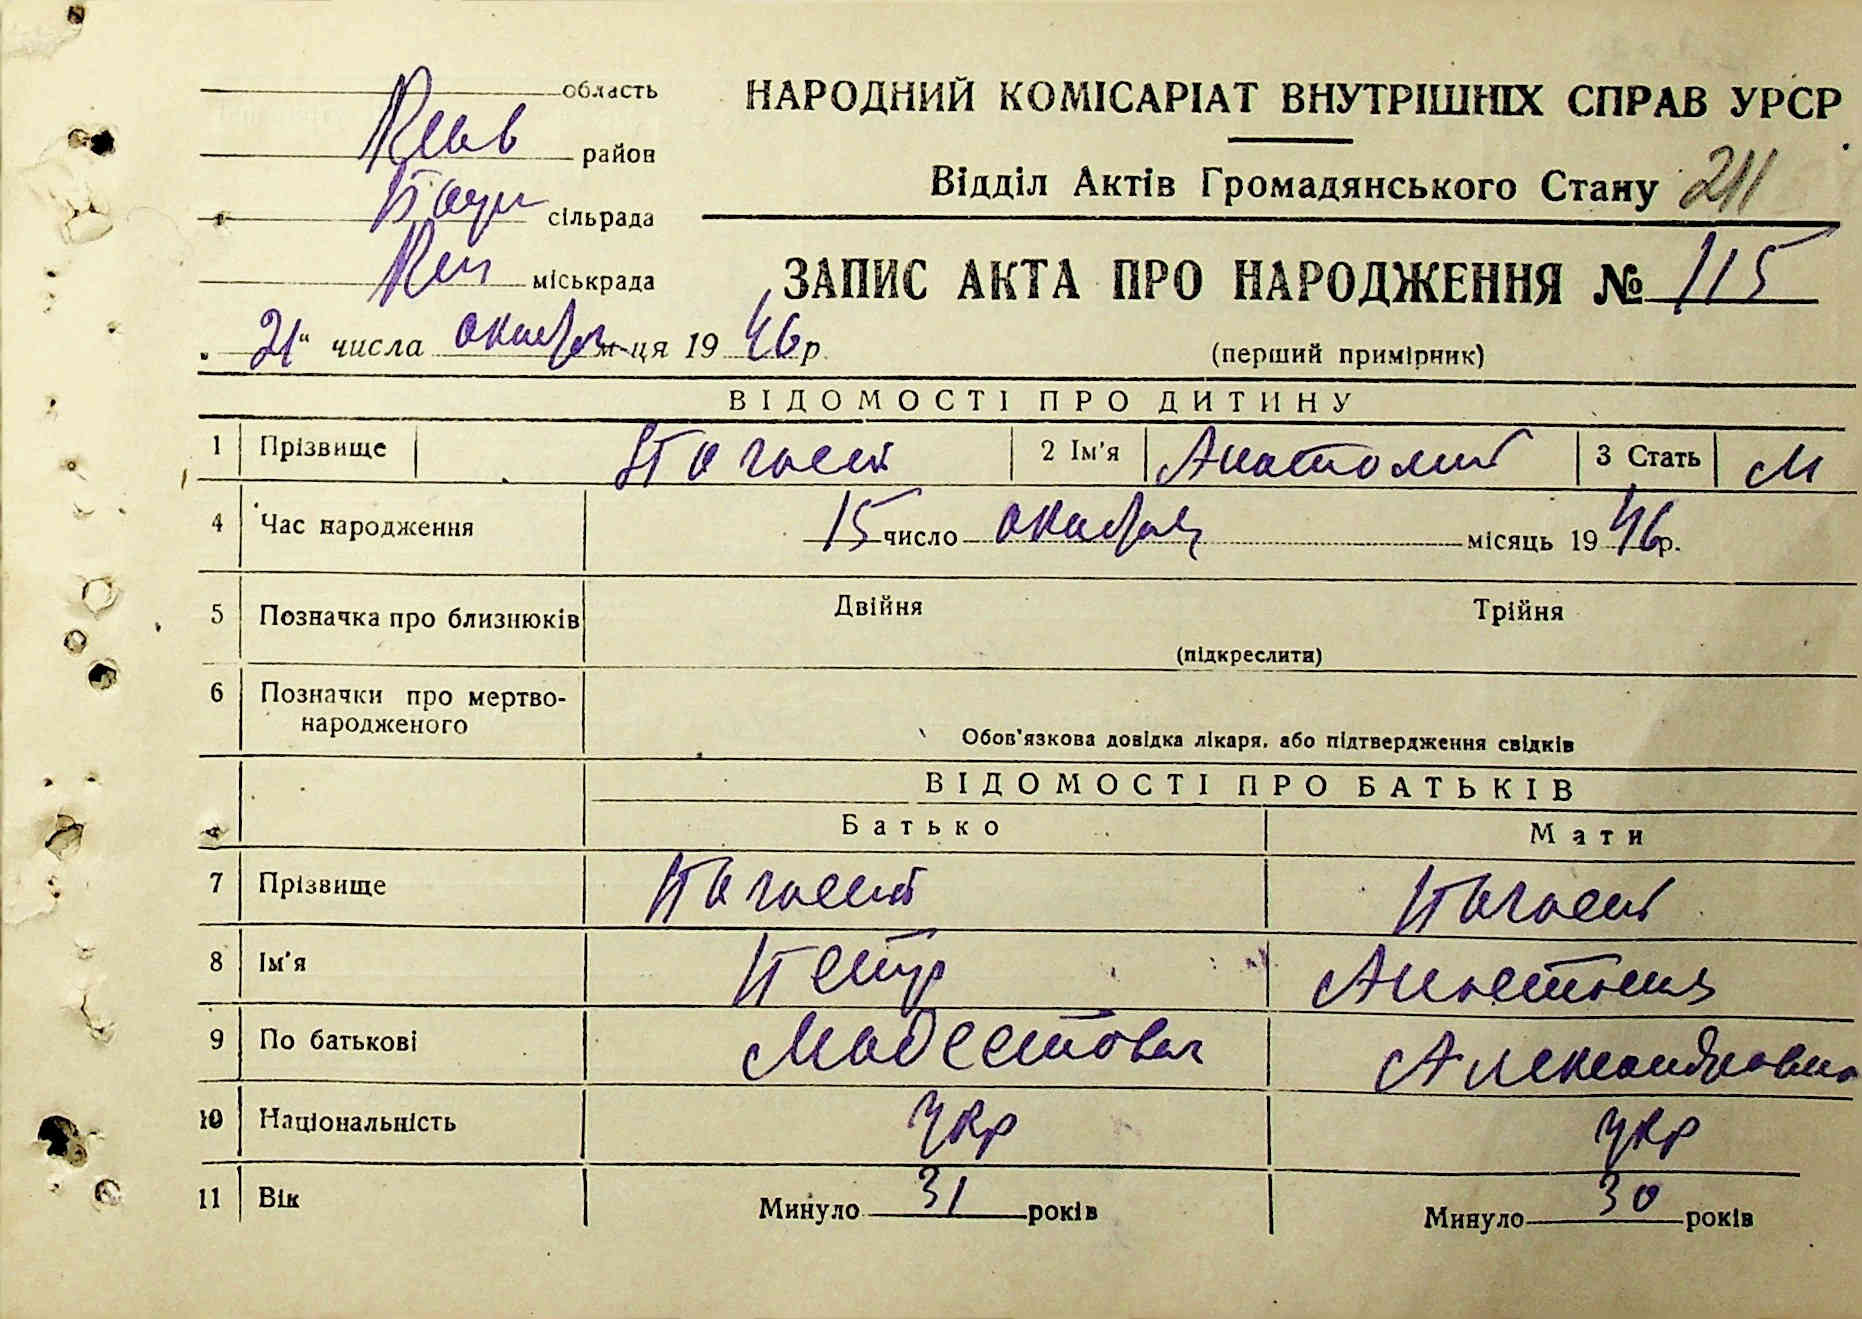 область
Киев район
сільрада
міськрада
НАРОДНИЙ КОМІСАРІАТ ВНУТРІШНІХ СПРАВ УРСР
Відділ Актів Громадянського Стану 211
ЗАПИС АКТА ПРО НАРОДЖЕННЯ № 115
„21“ числа октября м-ця 1946 р.
(перший примірник)
ВІДОМОСТІ ПРО ДИТИНУ
1 Прізвище 2 Ім'я Анатолий 3 Стать М
4 Час народження 15 число октября місяць 1946 р.
5 Позначка про близнюків Двійня Трійня
(підкреслити)
6 Позначки про мертво-
народженого
Обов'язкова довідка лікаря, або підтвердження свідків
ВІДОМОСТІ ПРО БАТЬКІВ
Батько Мати
7 Прізвище
8 Ім'я Петр
9 По батькові Мадестович Александровна
10 Національність укр укр
11 Вік Минуло 31 років Минуло 30 років